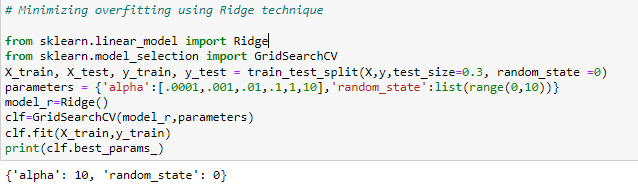 # Minimizing overfitting using Ridge technique
from sklearn.linear_model import Ridge
from sklearn.model_selection import GridSearchCV
X_train, X_test, y_train, y_test = train_test_split(X,y,test_size=0.3, random_state =0)
parameters = {'alpha':[.0001,.001,.01,.1,1,10],'random_state':list(range(0,10))}
model_r=Ridge()
clf=GridSearchCV(model_r,parameters)
clf.fit(X_train,y_train)
print(clf.best_params_)
{'alpha': 10, 'random_state': 0}